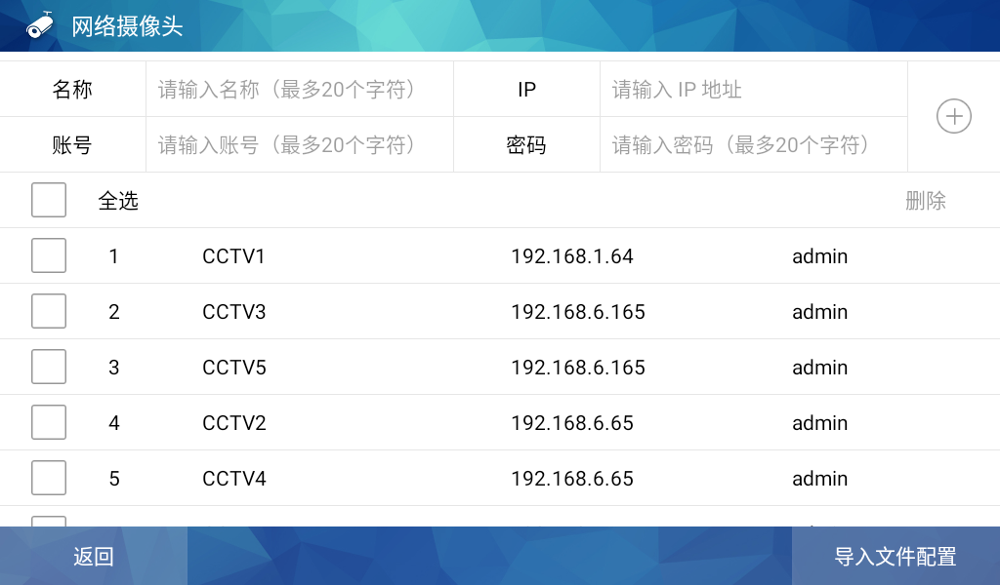 网络摄像头
名称 请输入名称（最多20个字符） IP 请输入 IP 地址
账号 请输入账号（最多20个字符） 密码 请输入密码（最多20个字符）
全选 删除
1 CCTV1 192.168.1.64 admin
2 CCTV3 192.168.6.165 admin
3 CCTV5 192.168.6.165 admin
4 CCTV2 192.168.6.65 admin
5 CCTV4 192.168.6.65 admin
返回 导入文件配置